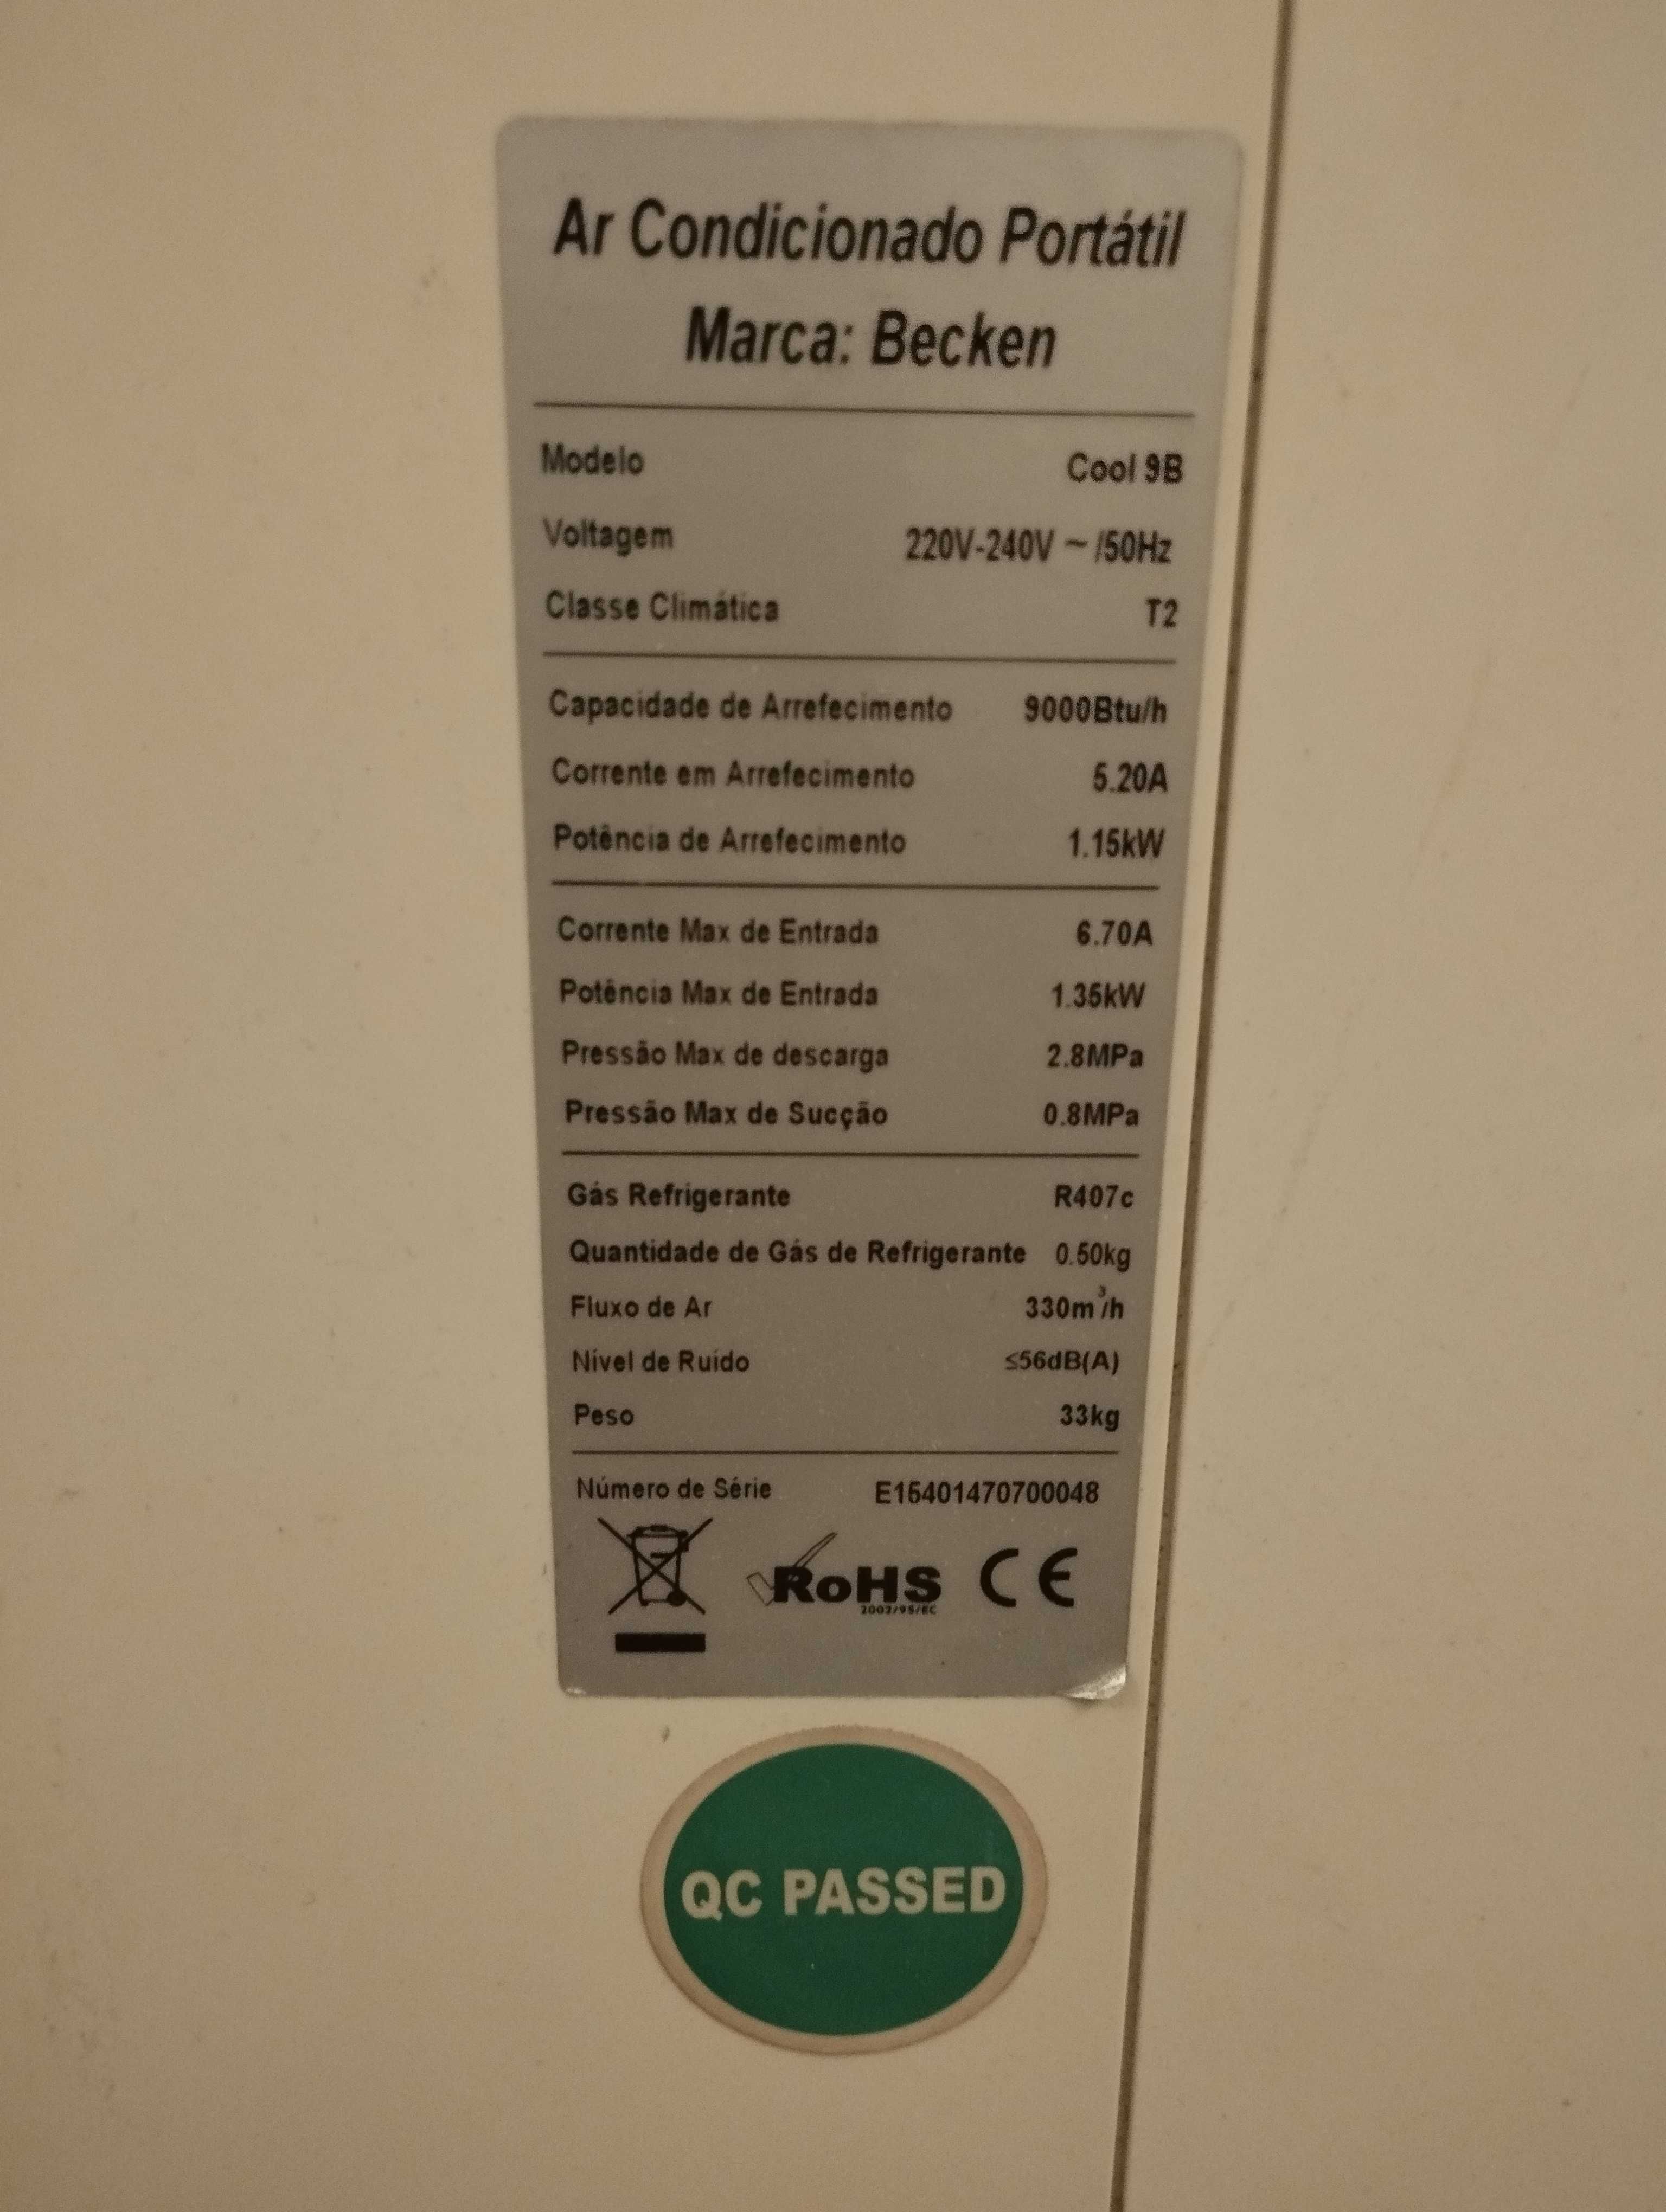 Ar Condicionado Portátil
Marca: Becken
Modelo Cool 9B
Voltagem 220V-240V ~ /50Hz
Classe Climática T2
Capacidade de Arrefecimento 9000Btu/h
Corrente em Arrefecimento 5.20A
Potência de Arrefecimento 1.15kW
Corrente Max de Entrada 6.70A
Potência Max de Entrada 1.35kW
Pressão Max de descarga 2.8MPa
Pressão Max de Sucção 0.8MPa
Gás Refrigerante R407c
Quantidade de Gás de Refrigerante 0.50kg
Fluxo de Ar 330m³/h
Nível de Ruído ≤56dB(A)
Peso 33kg
Número de Série E15401470700048
RoHS CE
2002/95/EC
QC PASSED